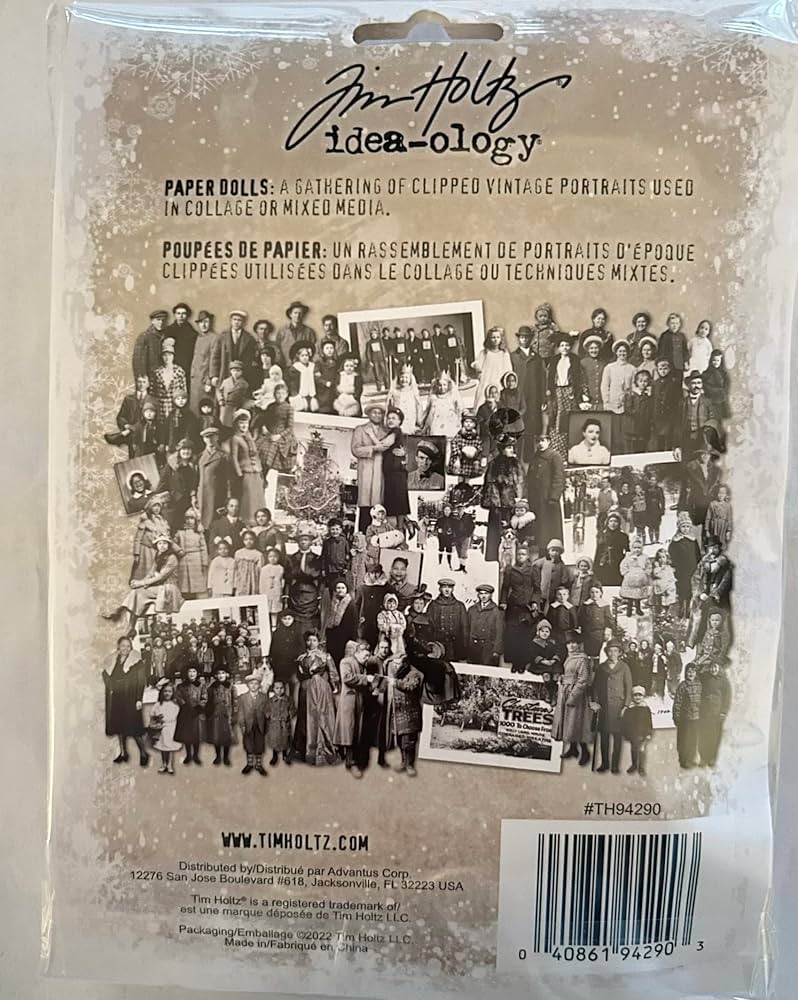 Tim Holtz
idea-ology
PAPER DOLLS: A GATHERING OF CLIPPED VINTAGE PORTRAITS USED
IN COLLAGE OR MIXED MEDIA.
POUPÉES DE PAPIER: UN RASSEMBLEMENT DE PORTRAITS D'ÉPOQUE
CLIPPÉES UTILISÉES DANS LE COLLAGE OU TECHNIQUES MIXTES.
TREES
1000 To Choose From
#TH94290
WWW.TIMHOLTZ.COM
Distributed by/Distribué par Advantus Corp.
12276 San Jose Boulevard #618, Jacksonville, FL 32223 USA
Tim Holtz® is a registered trademark of/
est une marque déposée de Tim Holtz LLC.
Packaging/Emballage ©2022 Tim Holtz LLC.
Made in/Fabriqué en China
0 40861 94290 3